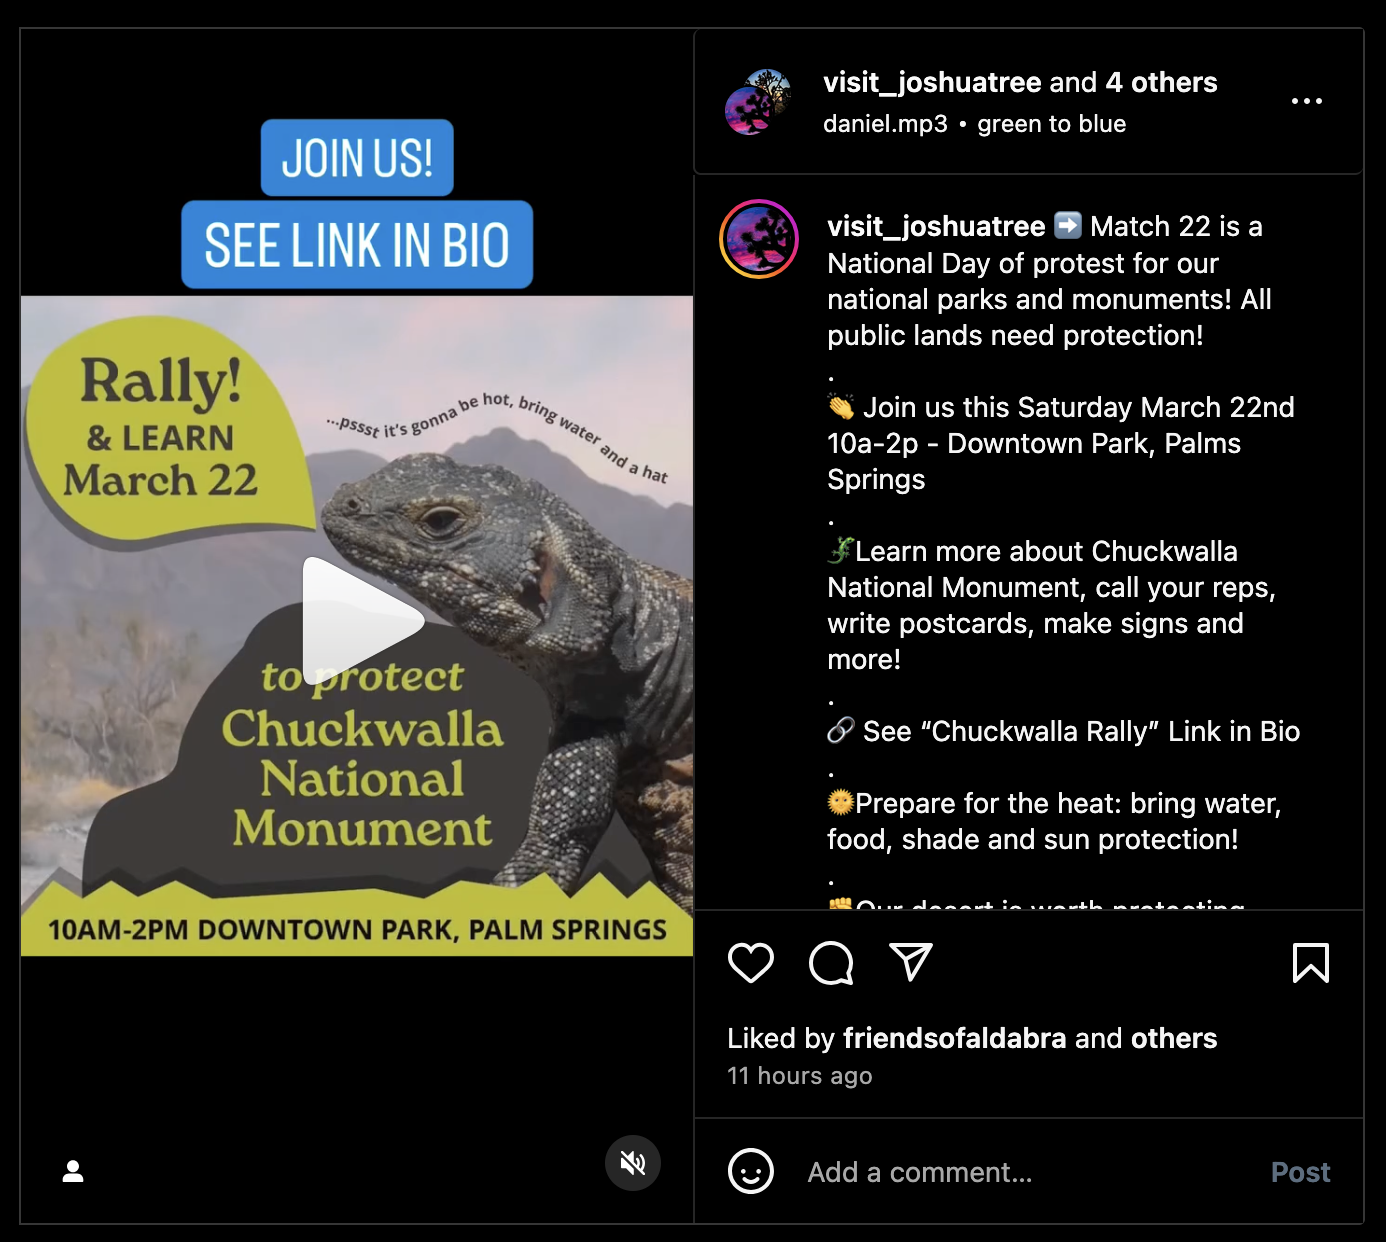 JOIN US!
SEE LINK IN BIO
Rally!
& LEARN
March 22
...pssst it's gonna be hot, bring water and a hat
to protect
Chuckwalla
National
Monument
10AM-2PM DOWNTOWN PARK, PALM SPRINGS
visit_joshuatree and 4 others
daniel.mp3 • green to blue
visit_joshuatree ➡️ Match 22 is a
National Day of protest for our
national parks and monuments! All
public lands need protection!
.
👏 Join us this Saturday March 22nd
10a-2p - Downtown Park, Palms
Springs
.
🦎Learn more about Chuckwalla
National Monument, call your reps,
write postcards, make signs and
more!
.
🔗 See “Chuckwalla Rally” Link in Bio
.
🌞Prepare for the heat: bring water,
food, shade and sun protection!
.
✊Our desert is worth protecting
Liked by friendsofaldabra and others
11 hours ago
Add a comment...
Post